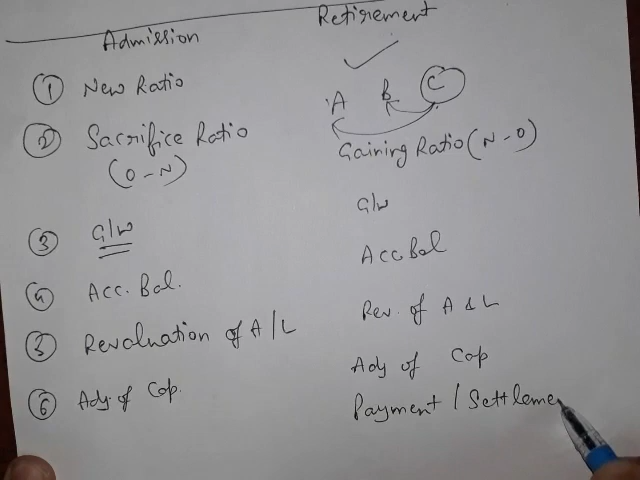 Admission
Retirement
① New Ratio
A B C
② Sacrifice Ratio
(O-N)
Gaining Ratio (N-O)
③ G/w
G/w
④ Acc. Bal.
Acc Bal
⑤ Revaluation of A/L
Rev. of A & L
⑥ Adj. of Cap.
Adj of Cap
Payment / Settleme